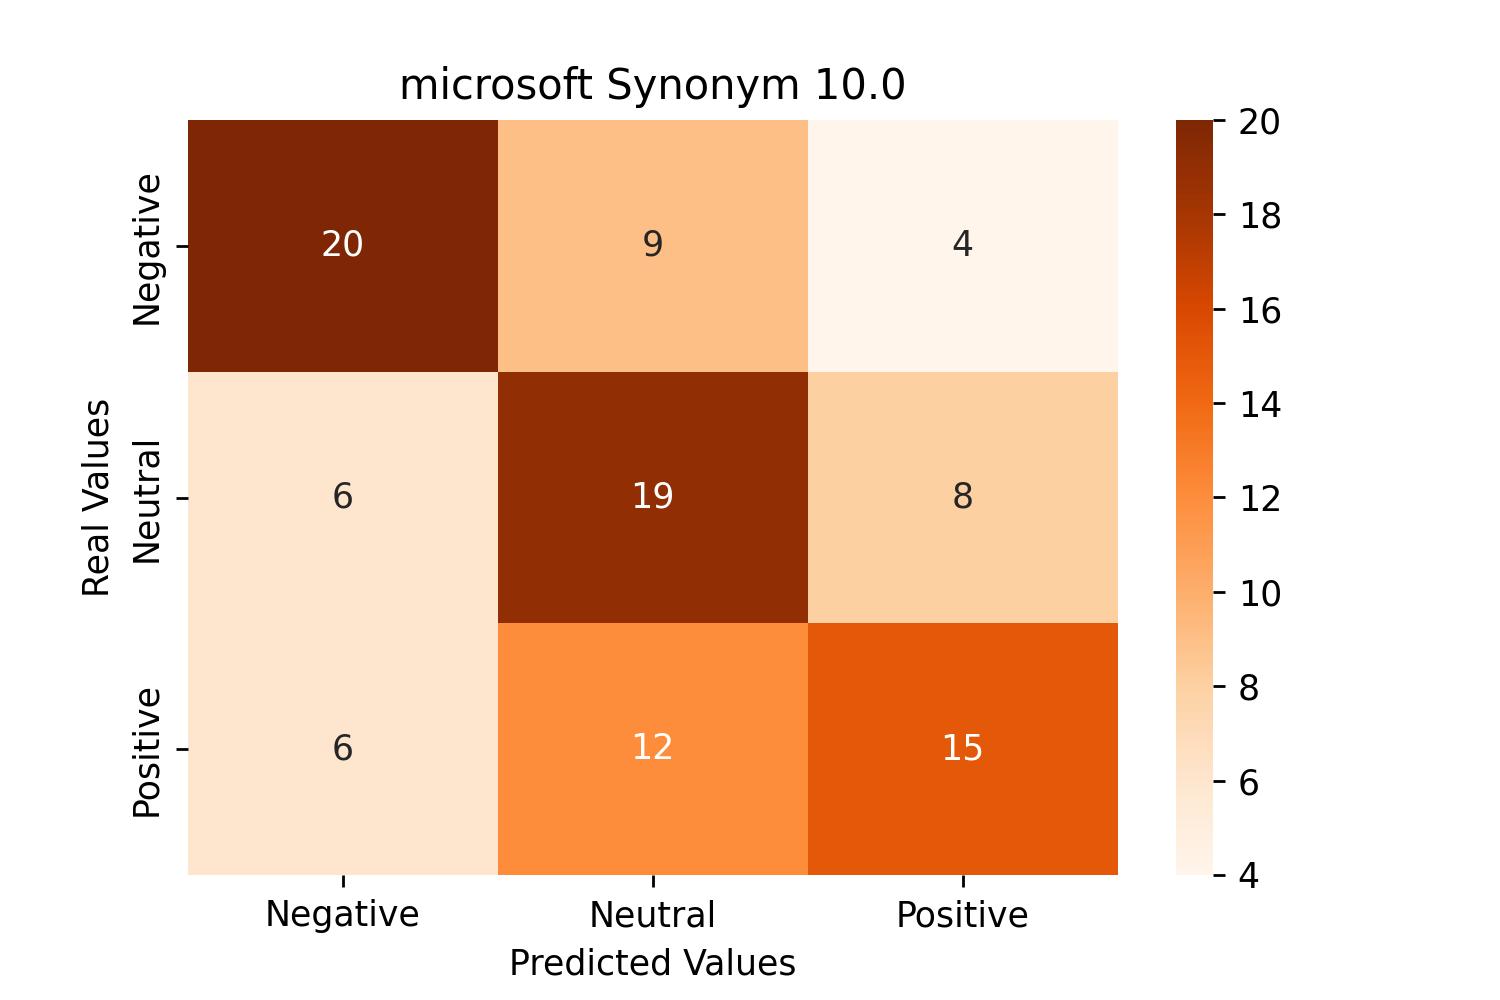 microsoft Synonym 10.0
Real Values
Negative
20 9 4
Neutral
6 19 8
Positive
6 12 15
Negative Neutral Positive
Predicted Values
20
18
16
14
12
10
8
6
4